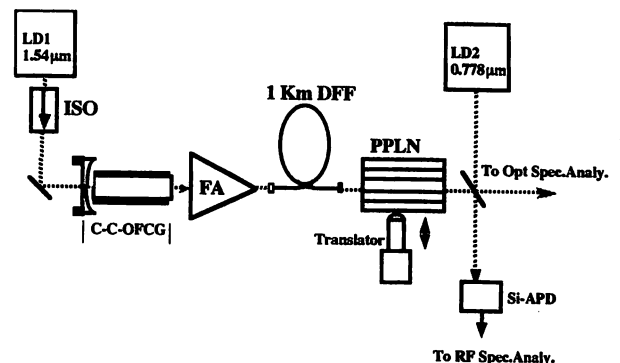 LD1
1.54μm
ISO
C-C-OFCG
FA
1 Km DFF
PPLN
Translator
LD2
0.778μm
To Opt Spec.Analy.
Si-APD
To RF Spec.Analy.